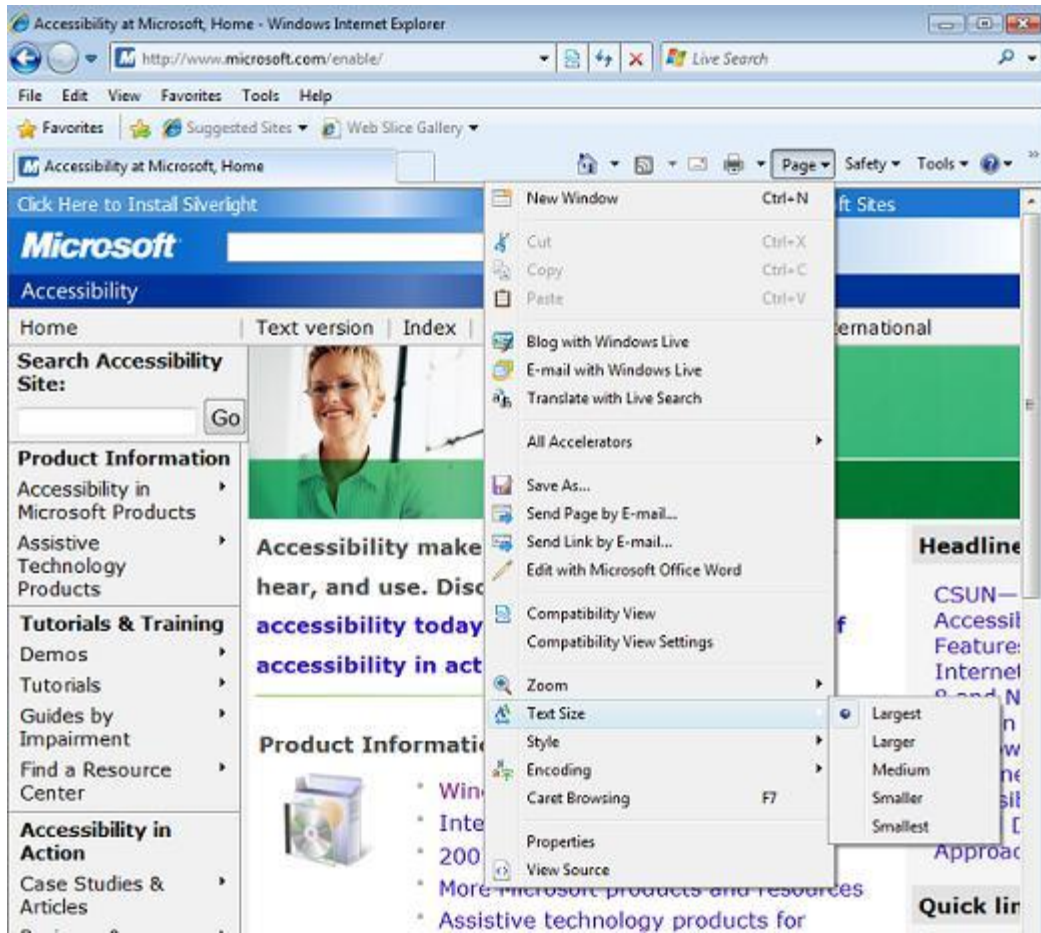 Accessibility at Microsoft, Home - Windows Internet Explorer
http://www.microsoft.com/enable/
Live Search
File Edit View Favorites Tools Help
Favorites Suggested Sites Web Slice Gallery
Accessibility at Microsoft, Home
Page Safety Tools
Click Here to Install Silverlight
ft Sites
Microsoft
Accessibility
Home | Text version | Index |
ernational
Search Accessibility
Site:
Go
Product Information
Accessibility in
Microsoft Products
Assistive
Technology
Products
Tutorials & Training
Demos
Tutorials
Guides by
Impairment
Find a Resource
Center
Accessibility in
Action
Case Studies &
Articles
Accessibility make
hear, and use. Disc
accessibility today
f
accessibility in act
Product Informatio
Win
Inte
200
More Microsoft products and resources
Assistive technology products for
New Window Ctrl+N
Cut Ctrl+X
Copy Ctrl+C
Paste Ctrl+V
Blog with Windows Live
E-mail with Windows Live
Translate with Live Search
All Accelerators
Save As...
Send Page by E-mail...
Send Link by E-mail...
Edit with Microsoft Office Word
Compatibility View
Compatibility View Settings
Zoom
Text Size
Style
Encoding
Caret Browsing F7
Properties
View Source
Largest
Larger
Medium
Smaller
Smallest
Headline
CSUN—
Accessib
Features
Internet
Approac
Quick lin